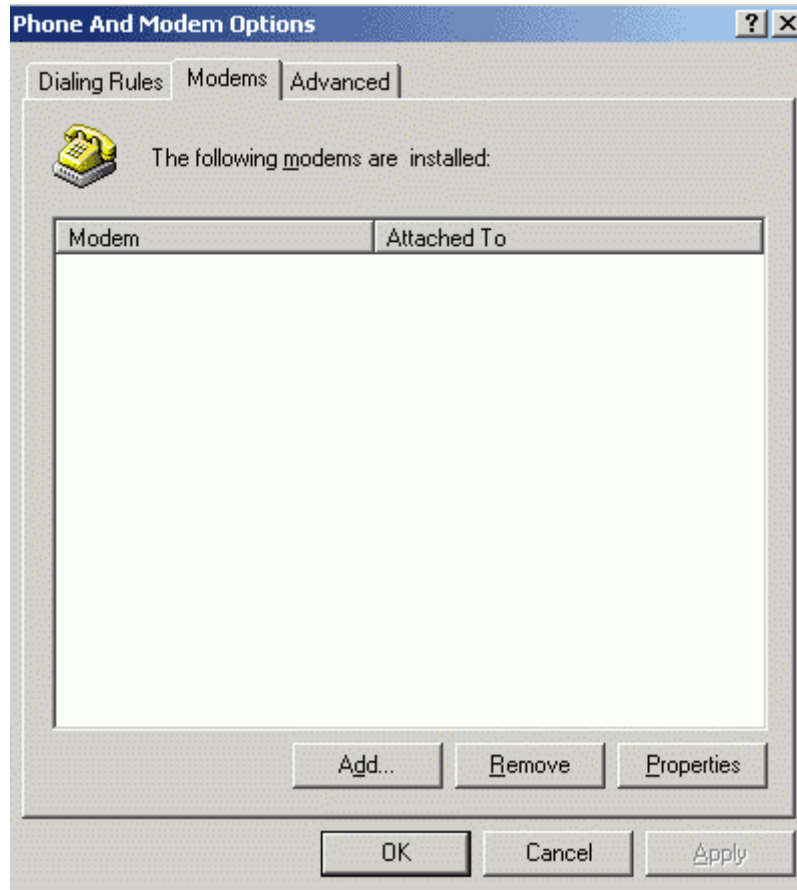 Phone And Modem Options
Dialing Rules Modems Advanced
The following modems are installed:
Modem Attached To
Add... Remove Properties
OK Cancel Apply